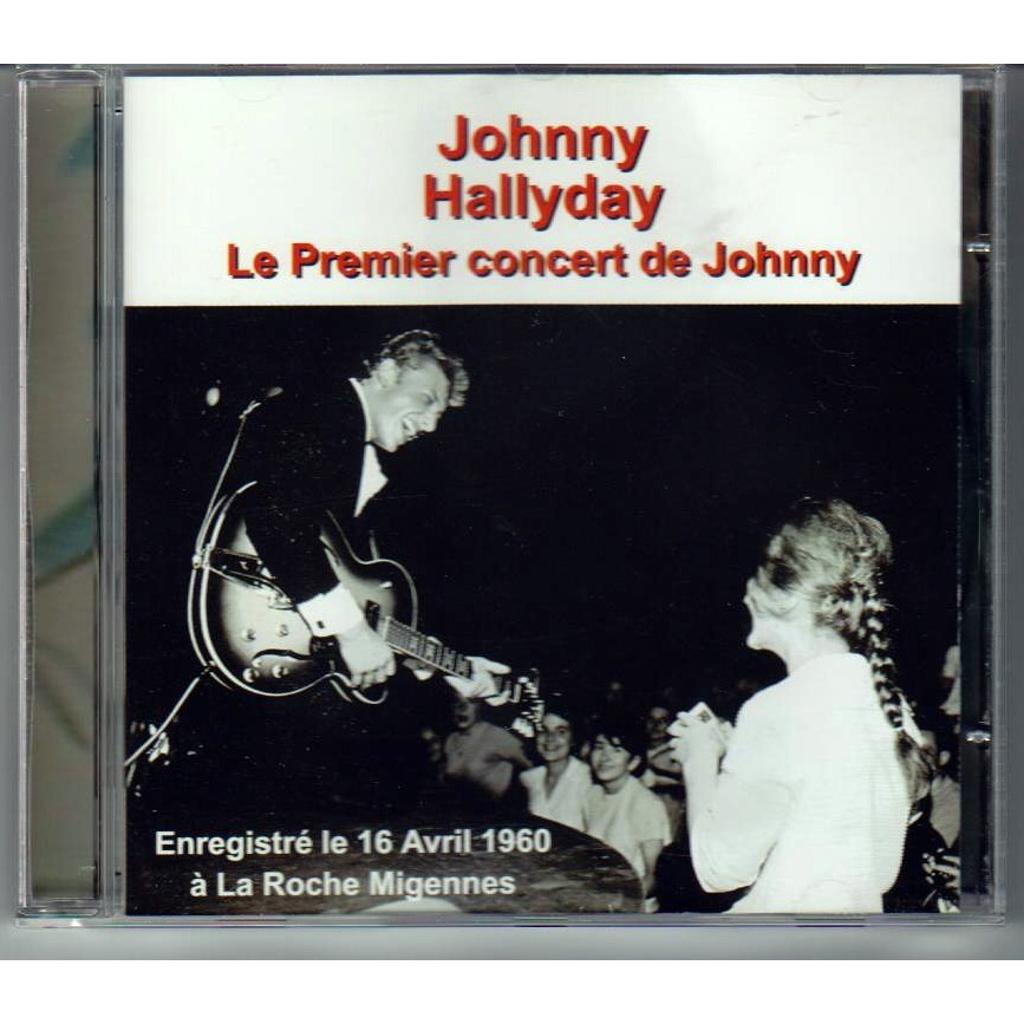 Johnny
Hallyday
Le Premier concert de Johnny
Enregistré le 16 Avril 1960
à La Roche Migennes